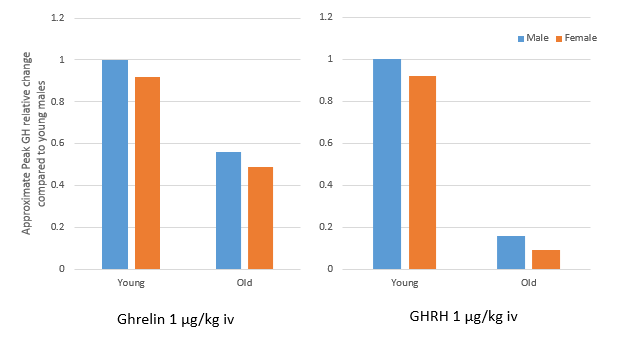 Approximate Peak GH relative change
compared to young males
1.2
1
0.8
0.6
0.4
0.2
0
Young
Old
Ghrelin 1 µg/kg iv
1.2
1
0.8
0.6
0.4
0.2
0
Male
Female
Young
Old
GHRH 1 µg/kg iv